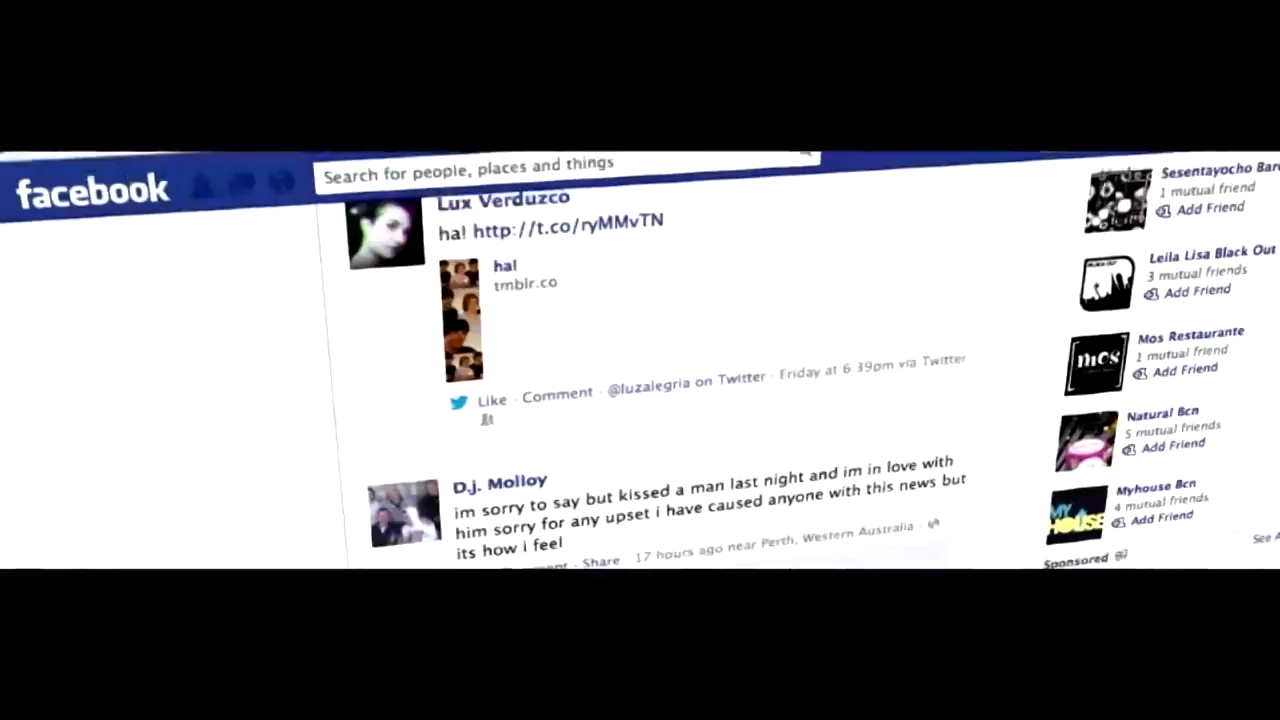 facebook
Search for people, places and things
Lux Verduzco
ha! http://t.co/ryMMvTN
ha!
tmblr.co
Like · Comment · @luzalegria on Twitter · Friday at 6:39pm via Twitter
D.j. Molloy
im sorry to say but kissed a man last night and im in love with
him sorry for any upset i have caused anyone with this news but
its how i feel
Share 17 hours ago near Perth, Western Australia ·
Sesentayocho
1 mutual friend
Add Friend
Leila Lisa Black Out
3 mutual friends
Add Friend
mos
Mos Restaurante
1 mutual friend
Add Friend
Natural Bcn
5 mutual friends
Add Friend
MY
HOUSE
Myhouse Bcn
4 mutual friends
Add Friend
See
Sponsored